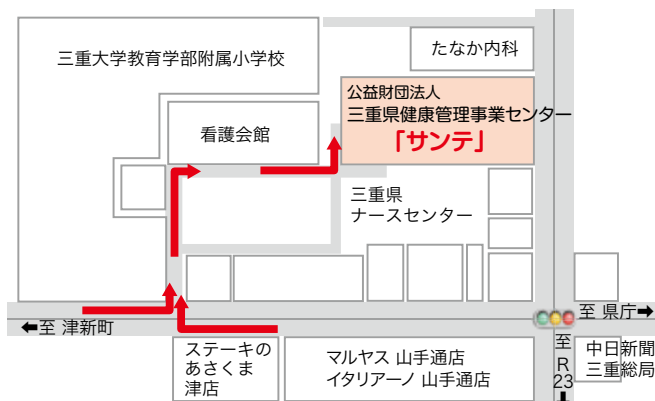 三重大学教育学部附属小学校
たなか内科
公益財団法人
三重県健康管理事業センター
「サンテ」
看護会館
三重県
ナースセンター
至 県庁➡
⬅至 津新町
ステーキの
あさくま
津店
マルヤス 山手通店
イタリアーノ 山手通店
至
R
23
⬇
中日新聞
三重総局